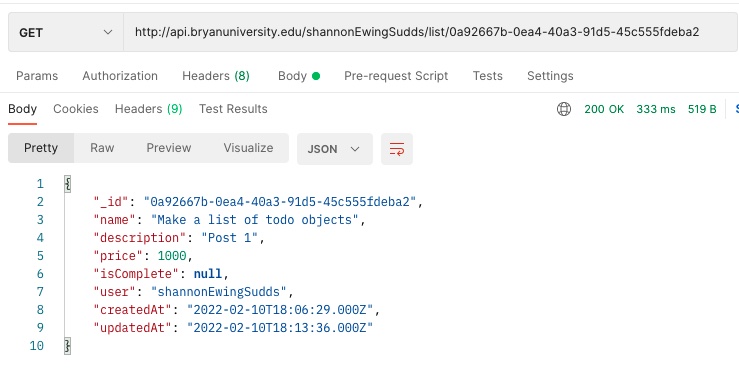 GET http://api.bryanuniversity.edu/shannonEwingSudds/list/0a92667b-0ea4-40a3-91d5-45c555fdeba2
Params Authorization Headers (8) Body Pre-request Script Tests Settings
Body Cookies Headers (9) Test Results 200 OK 333 ms 519 B
Pretty Raw Preview Visualize JSON
1 {
2 "_id": "0a92667b-0ea4-40a3-91d5-45c555fdeba2",
3 "name": "Make a list of todo objects",
4 "description": "Post 1",
5 "price": 1000,
6 "isComplete": null,
7 "user": "shannonEwingSudds",
8 "createdAt": "2022-02-10T18:06:29.000Z",
9 "updatedAt": "2022-02-10T18:13:36.000Z"
10 }